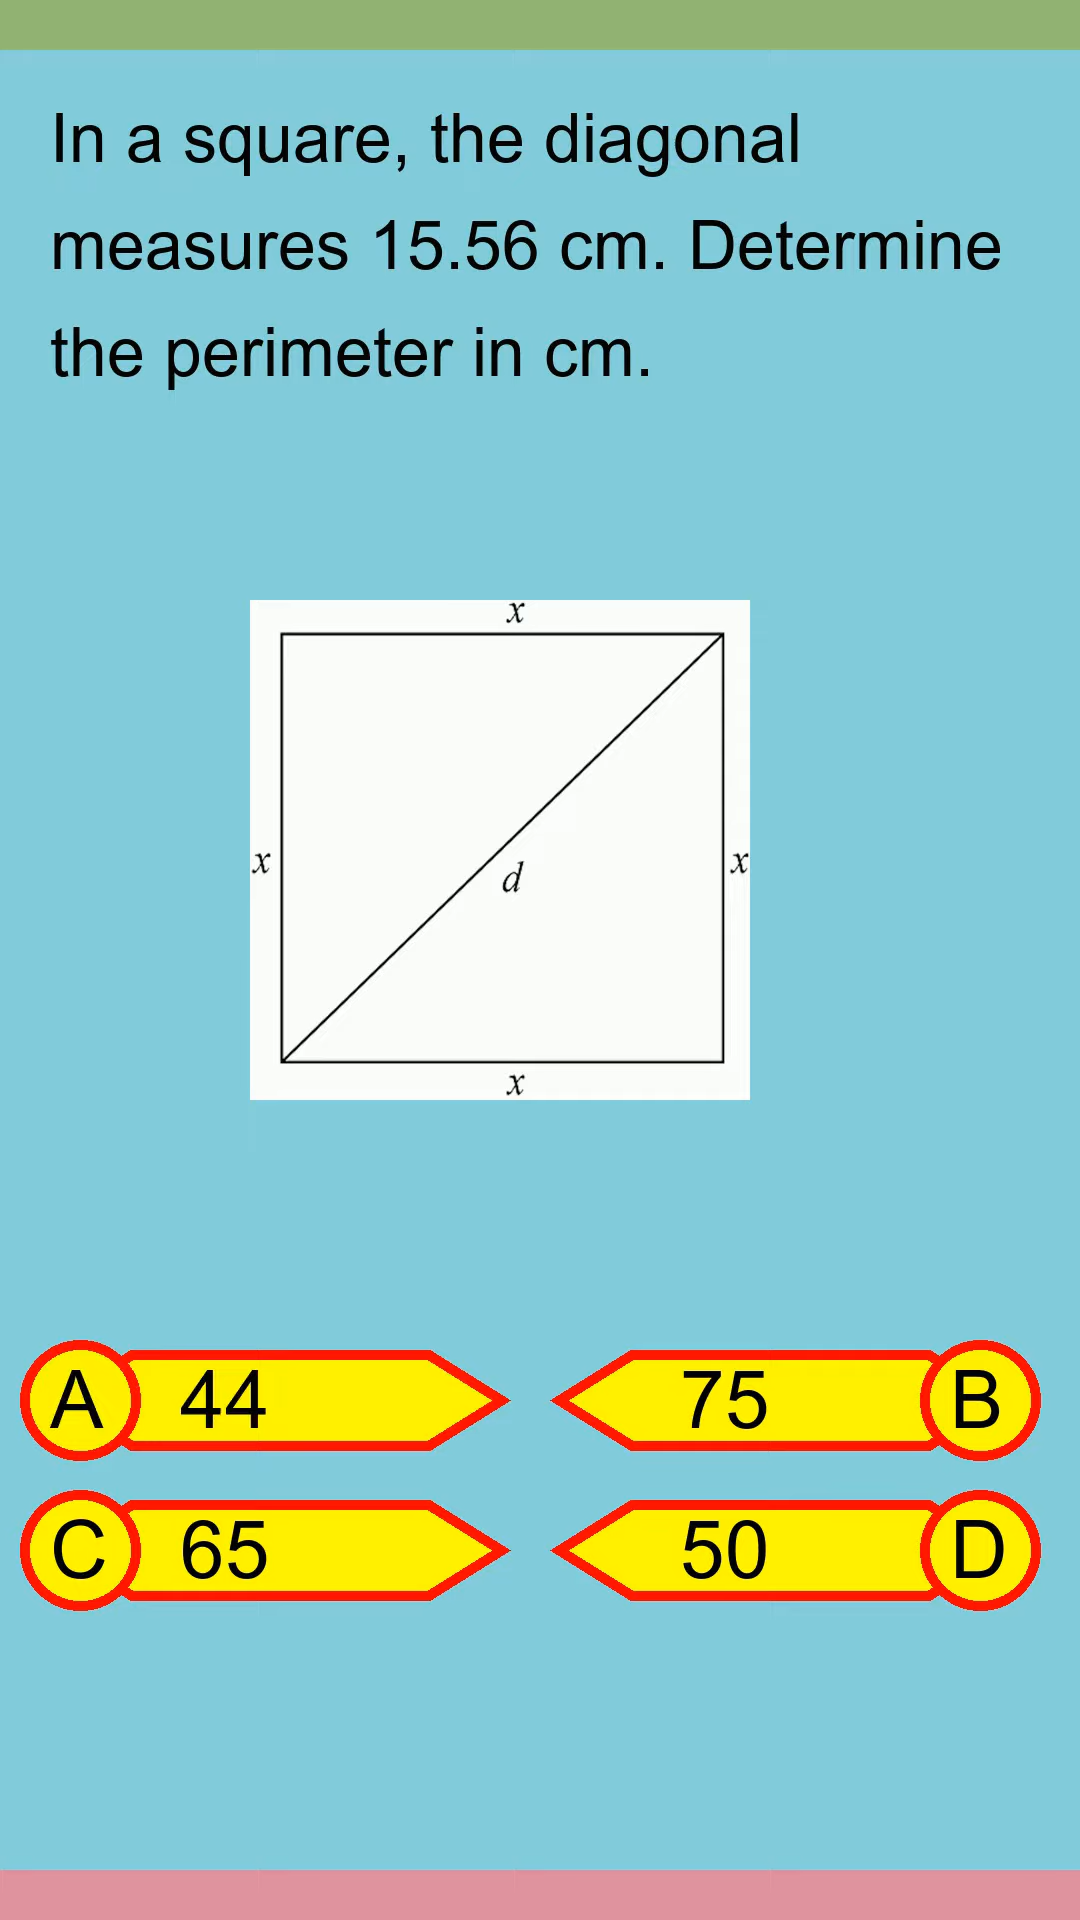 In a square, the diagonal
measures 15.56 cm. Determine
the perimeter in cm.
x
x
d
x
x
A 44
75 B
C 65
50 D